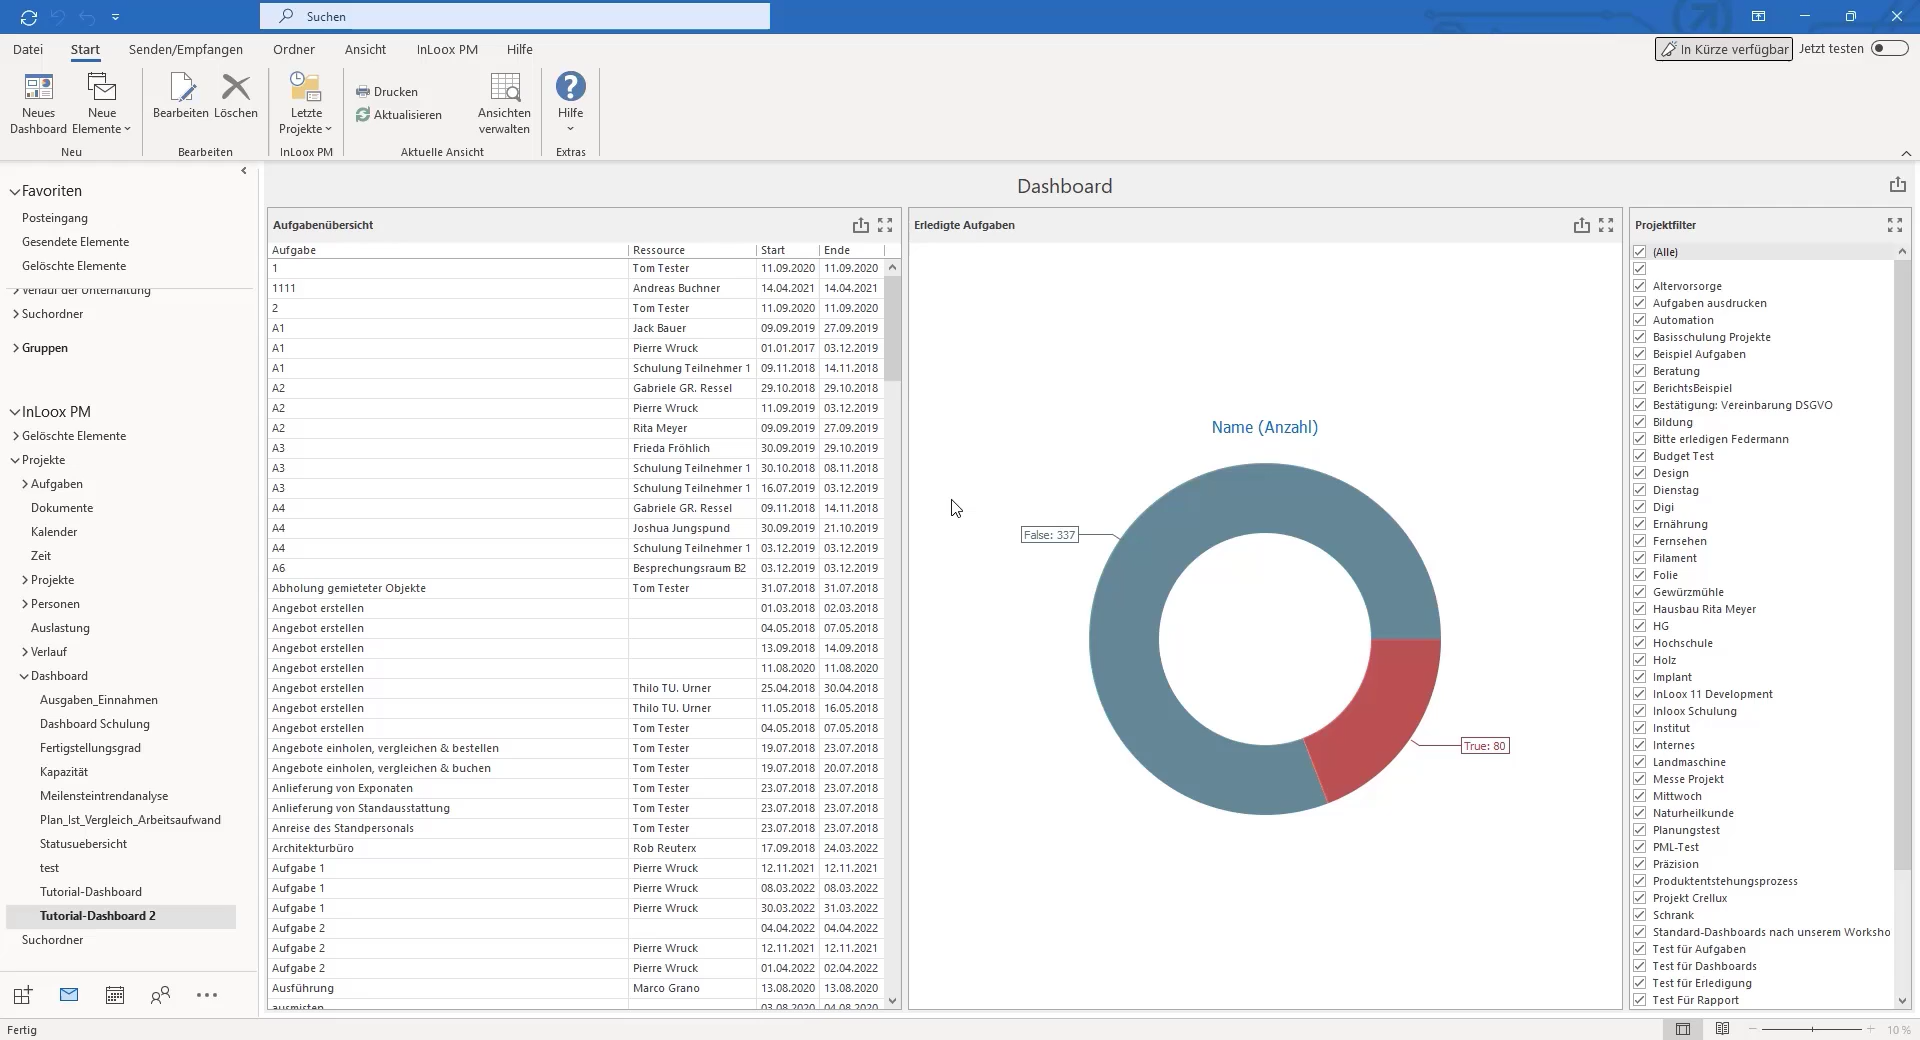 Suchen
Datei Start Senden/Empfangen Ordner Ansicht InLoox PM Hilfe
In Kürze verfügbar Jetzt testen
Neues Dashboard
Neue Elemente
Neu
Bearbeiten
Löschen
Bearbeiten
Letzte Projekte
InLoox PM
Drucken
Aktualisieren
Ansichten verwalten
Aktuelle Ansicht
Hilfe
Extras
Favoriten
Posteingang
Gesendete Elemente
Gelöschte Elemente
Verlauf der Unterhaltung
Suchordner
Gruppen
InLoox PM
Gelöschte Elemente
Projekte
Aufgaben
Dokumente
Kalender
Zeit
Projekte
Personen
Auslastung
Verlauf
Dashboard
Ausgaben_Einnahmen
Dashboard Schulung
Fertigstellungsgrad
Kapazität
Meilensteintrendanalyse
Plan_Ist_Vergleich_Arbeitsaufwand
Statusuebersicht
test
Tutorial-Dashboard
Tutorial-Dashboard 2
Suchordner
Dashboard
Aufgabenübersicht
Aufgabe Ressource Start Ende
1 Tom Tester 11.09.2020 11.09.2020
1111 Andreas Buchner 14.04.2021 14.04.2021
2 Tom Tester 11.09.2020 11.09.2020
A1 Jack Bauer 09.09.2019 27.09.2019
A1 Pierre Wruck 01.01.2017 03.12.2019
A1 Schulung Teilnehmer 1 09.11.2018 14.11.2018
A2 Gabriele GR. Ressel 29.10.2018 29.10.2018
A2 Pierre Wruck 11.09.2019 03.12.2019
A2 Rita Meyer 09.09.2019 27.09.2019
A3 Frieda Fröhlich 30.09.2019 29.10.2019
A3 Schulung Teilnehmer 1 30.10.2018 08.11.2018
A3 Schulung Teilnehmer 1 16.07.2019 03.12.2019
A4 Gabriele GR. Ressel 09.11.2018 14.11.2018
A4 Joshua Jungspund 30.09.2019 21.10.2019
A4 Schulung Teilnehmer 1 03.12.2019 03.12.2019
A6 Besprechungsraum B2 03.12.2019 03.12.2019
Abholung gemieteter Objekte Tom Tester 31.07.2018 31.07.2018
Angebot erstellen 01.03.2018 02.03.2018
Angebot erstellen 04.05.2018 07.05.2018
Angebot erstellen 13.09.2018 14.09.2018
Angebot erstellen 11.08.2020 11.08.2020
Angebot erstellen Thilo TU. Urner 25.04.2018 30.04.2018
Angebot erstellen Thilo TU. Urner 11.05.2018 16.05.2018
Angebot erstellen Tom Tester 04.05.2018 07.05.2018
Angebote einholen, vergleichen & bestellen Tom Tester 19.07.2018 23.07.2018
Angebote einholen, vergleichen & buchen Tom Tester 19.07.2018 20.07.2018
Anlieferung von Exponaten Tom Tester 23.07.2018 23.07.2018
Anlieferung von Standausstattung Tom Tester 23.07.2018 23.07.2018
Anreise des Standpersonals Tom Tester 23.07.2018 23.07.2018
Architekturbüro Rob Reuterx 17.09.2018 24.03.2022
Aufgabe 1 Pierre Wruck 12.11.2021 12.11.2021
Aufgabe 1 Pierre Wruck 08.03.2022 08.03.2022
Aufgabe 1 Pierre Wruck 30.03.2022 31.03.2022
Aufgabe 2 04.04.2022 04.04.2022
Aufgabe 2 Pierre Wruck 12.11.2021 12.11.2021
Aufgabe 2 Pierre Wruck 01.04.2022 02.04.2022
Ausführung Marco Grano 13.08.2020 13.08.2020
ausmisten 03.08.2020 04.08.2020
Erledigte Aufgaben
Name (Anzahl)
False: 337
True: 80
Projektfilter
(Alle)
Altervorsorge
Aufgaben ausdrucken
Automation
Basisschulung Projekte
Beispiel Aufgaben
Beratung
BerichtsBeispiel
Bestätigung: Vereinbarung DSGVO
Bildung
Bitte erledigen Federmann
Budget Test
Design
Dienstag
Digi
Ernährung
Fernsehen
Filament
Folie
Gewürzmühle
Hausbau Rita Meyer
HG
Hochschule
Holz
Implant
InLoox 11 Development
Inloox Schulung
Institut
Internes
Landmaschine
Messe Projekt
Mittwoch
Naturheilkunde
Planungstest
PML-Test
Präzision
Produktentstehungsprozess
Projekt Crellux
Schrank
Standard-Dashboards nach unserem Worksho
Test für Aufgaben
Test für Dashboards
Test für Erledigung
Test Für Rapport
Fertig
10 %